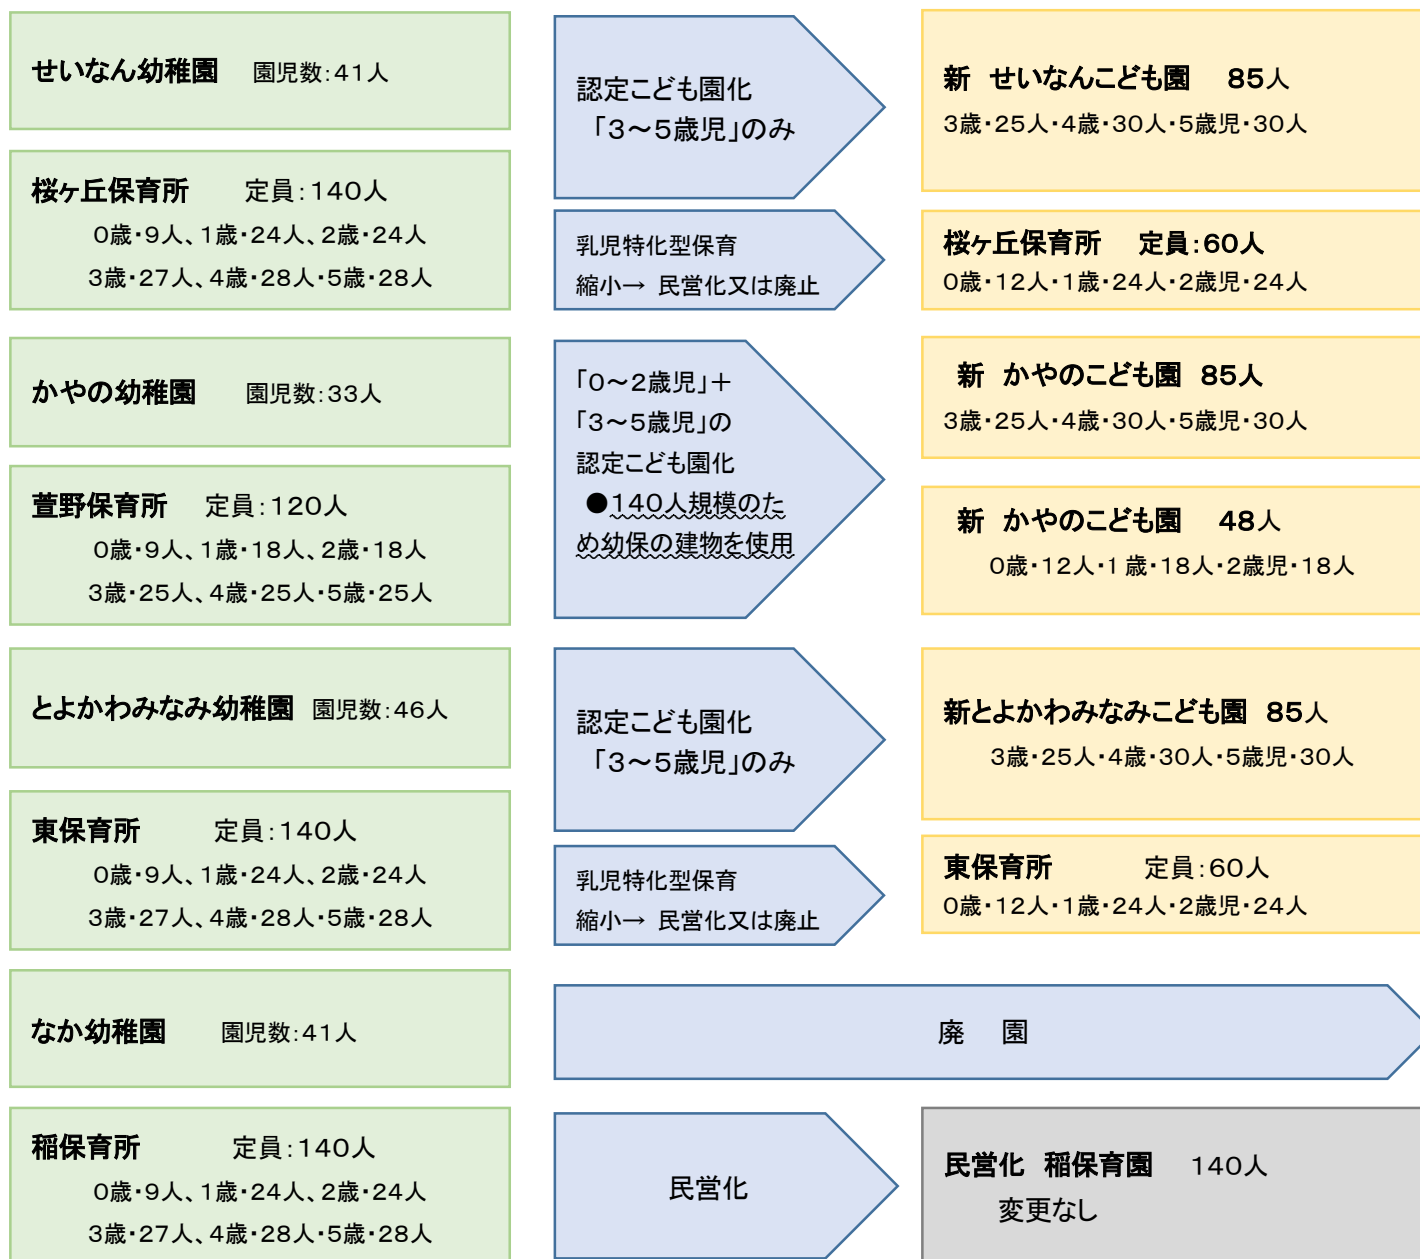 せいなん幼稚園 園児数:41人
桜ヶ丘保育所 定員:140人
0歳・9人、1歳・24人、2歳・24人
3歳・27人、4歳・28人・5歳・28人
認定こども園化
「3~5歳児」のみ
乳児特化型保育
縮小→ 民営化又は廃止
新 せいなんこども園 85人
3歳・25人・4歳・30人・5歳児・30人
桜ヶ丘保育所 定員:60人
0歳・12人・1歳・24人・2歳児・24人
かやの幼稚園 園児数:33人
萱野保育所 定員:120人
0歳・9人、1歳・18人、2歳・18人
3歳・25人、4歳・25人・5歳・25人
「0~2歳児」+
「3~5歳児」の
認定こども園化
●140人規模のた
め幼保の建物を使用
新 かやのこども園 85人
3歳・25人・4歳・30人・5歳児・30人
新 かやのこども園 48人
0歳・12人・1歳・18人・2歳児・18人
とよかわみなみ幼稚園 園児数:46人
東保育所 定員:140人
0歳・9人、1歳・24人、2歳・24人
3歳・27人、4歳・28人・5歳・28人
認定こども園化
「3~5歳児」のみ
乳児特化型保育
縮小→ 民営化又は廃止
新とよかわみなみこども園 85人
3歳・25人・4歳・30人・5歳児・30人
東保育所 定員:60人
0歳・12人・1歳・24人・2歳児・24人
なか幼稚園 園児数:41人
廃 園
稲保育所 定員:140人
0歳・9人、1歳・24人、2歳・24人
3歳・27人、4歳・28人・5歳・28人
民営化
民営化 稲保育園 140人
変更なし